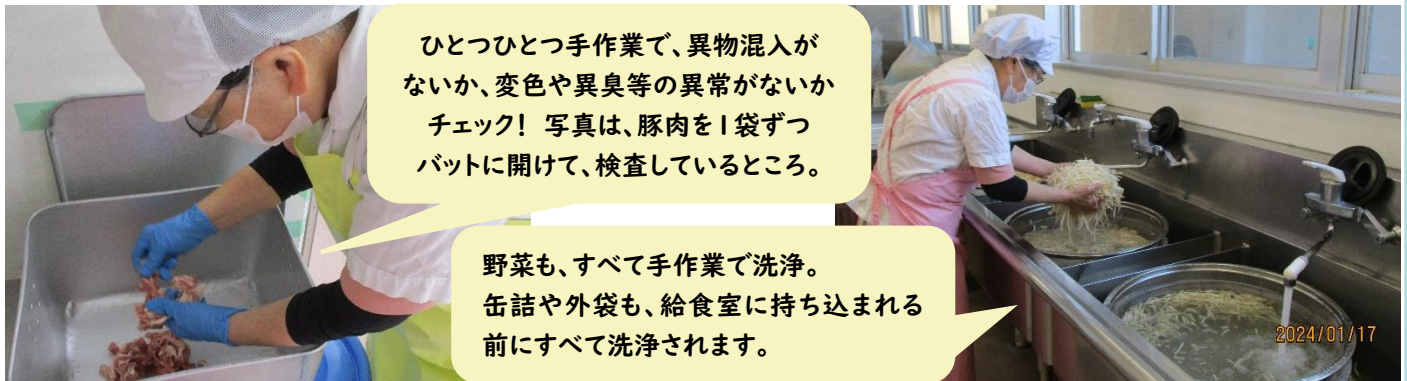 ひとつひとつ手作業で、異物混入が
ないか、変色や異臭等の異常がないか
チェック！ 写真は、豚肉を1袋ずつ
バットに開けて、検査しているところ。
野菜も、すべて手作業で洗浄。
缶詰や外袋も、給食室に持ち込まれる
前にすべて洗浄されます。
2024/01/17